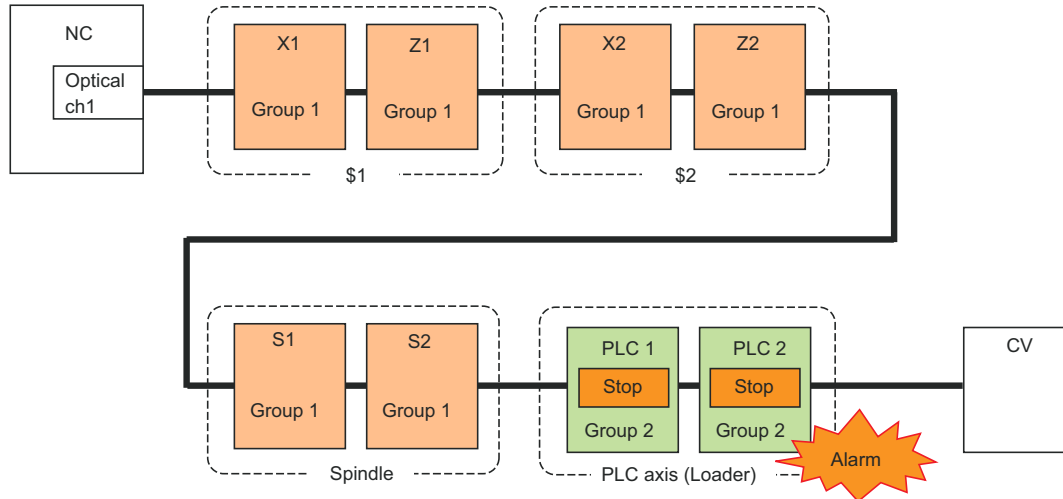 NC
Optical
ch1
X1
Group 1
Z1
Group 1
$1
X2
Group 1
Z2
Group 1
$2
S1
Group 1
S2
Group 1
Spindle
PLC 1
Stop
Group 2
PLC 2
Stop
Group 2
PLC axis (Loader)
Alarm
CV